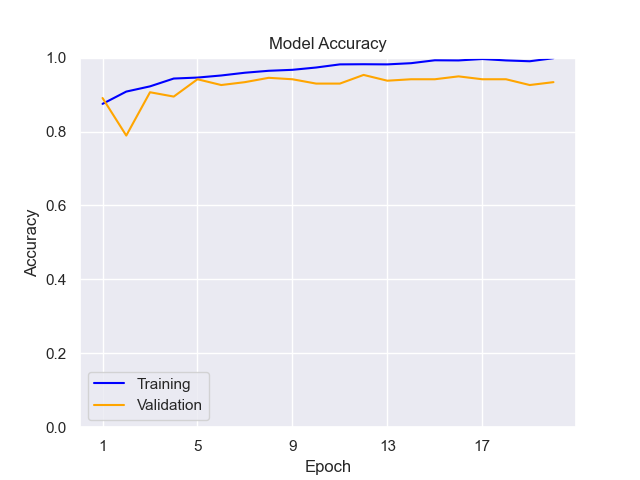 Model Accuracy
1.0
0.8
0.6
0.4
0.2
0.0
Accuracy
Training
Validation
1 5 9 13 17
Epoch